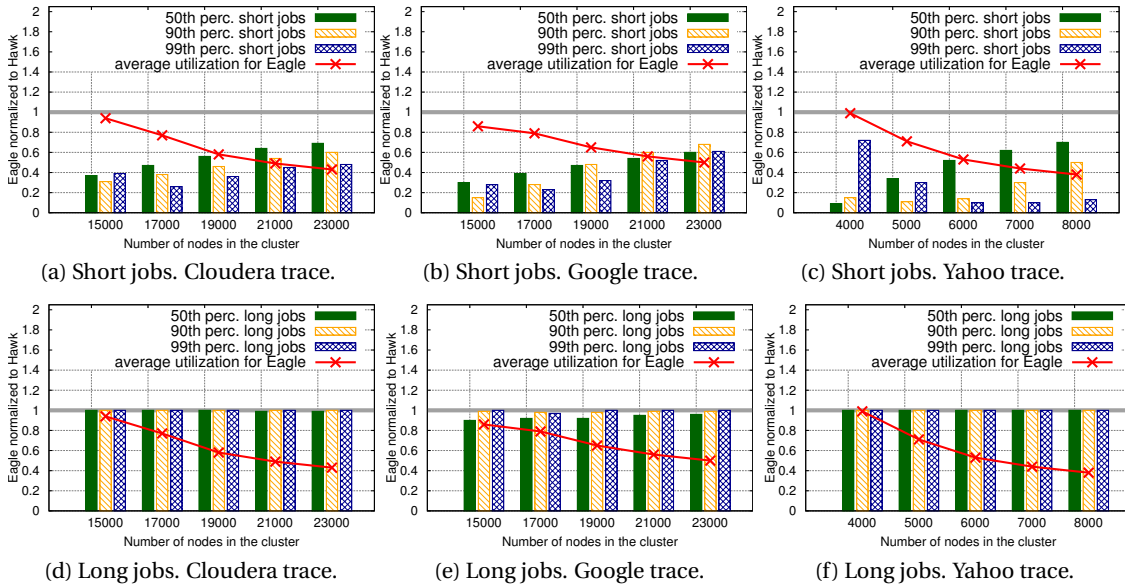 50th perc. short jobs
90th perc. short jobs
99th perc. short jobs
average utilization for Eagle
Eagle normalized to Hawk
2
1.8
1.6
1.4
1.2
1
0.8
0.6
0.4
0.2
0
15000 17000 19000 21000 23000
Number of nodes in the cluster
(a) Short jobs. Cloudera trace.
50th perc. short jobs
90th perc. short jobs
99th perc. short jobs
average utilization for Eagle
Eagle normalized to Hawk
2
1.8
1.6
1.4
1.2
1
0.8
0.6
0.4
0.2
0
15000 17000 19000 21000 23000
Number of nodes in the cluster
(b) Short jobs. Google trace.
50th perc. short jobs
90th perc. short jobs
99th perc. short jobs
average utilization for Eagle
Eagle normalized to Hawk
2
1.8
1.6
1.4
1.2
1
0.8
0.6
0.4
0.2
0
4000 5000 6000 7000 8000
Number of nodes in the cluster
(c) Short jobs. Yahoo trace.
50th perc. long jobs
90th perc. long jobs
99th perc. long jobs
average utilization for Eagle
Eagle normalized to Hawk
2
1.8
1.6
1.4
1.2
1
0.8
0.6
0.4
0.2
0
15000 17000 19000 21000 23000
Number of nodes in the cluster
(d) Long jobs. Cloudera trace.
50th perc. long jobs
90th perc. long jobs
99th perc. long jobs
average utilization for Eagle
Eagle normalized to Hawk
2
1.8
1.6
1.4
1.2
1
0.8
0.6
0.4
0.2
0
15000 17000 19000 21000 23000
Number of nodes in the cluster
(e) Long jobs. Google trace.
50th perc. long jobs
90th perc. long jobs
99th perc. long jobs
average utilization for Eagle
Eagle normalized to Hawk
2
1.8
1.6
1.4
1.2
1
0.8
0.6
0.4
0.2
0
4000 5000 6000 7000 8000
Number of nodes in the cluster
(f) Long jobs. Yahoo trace.